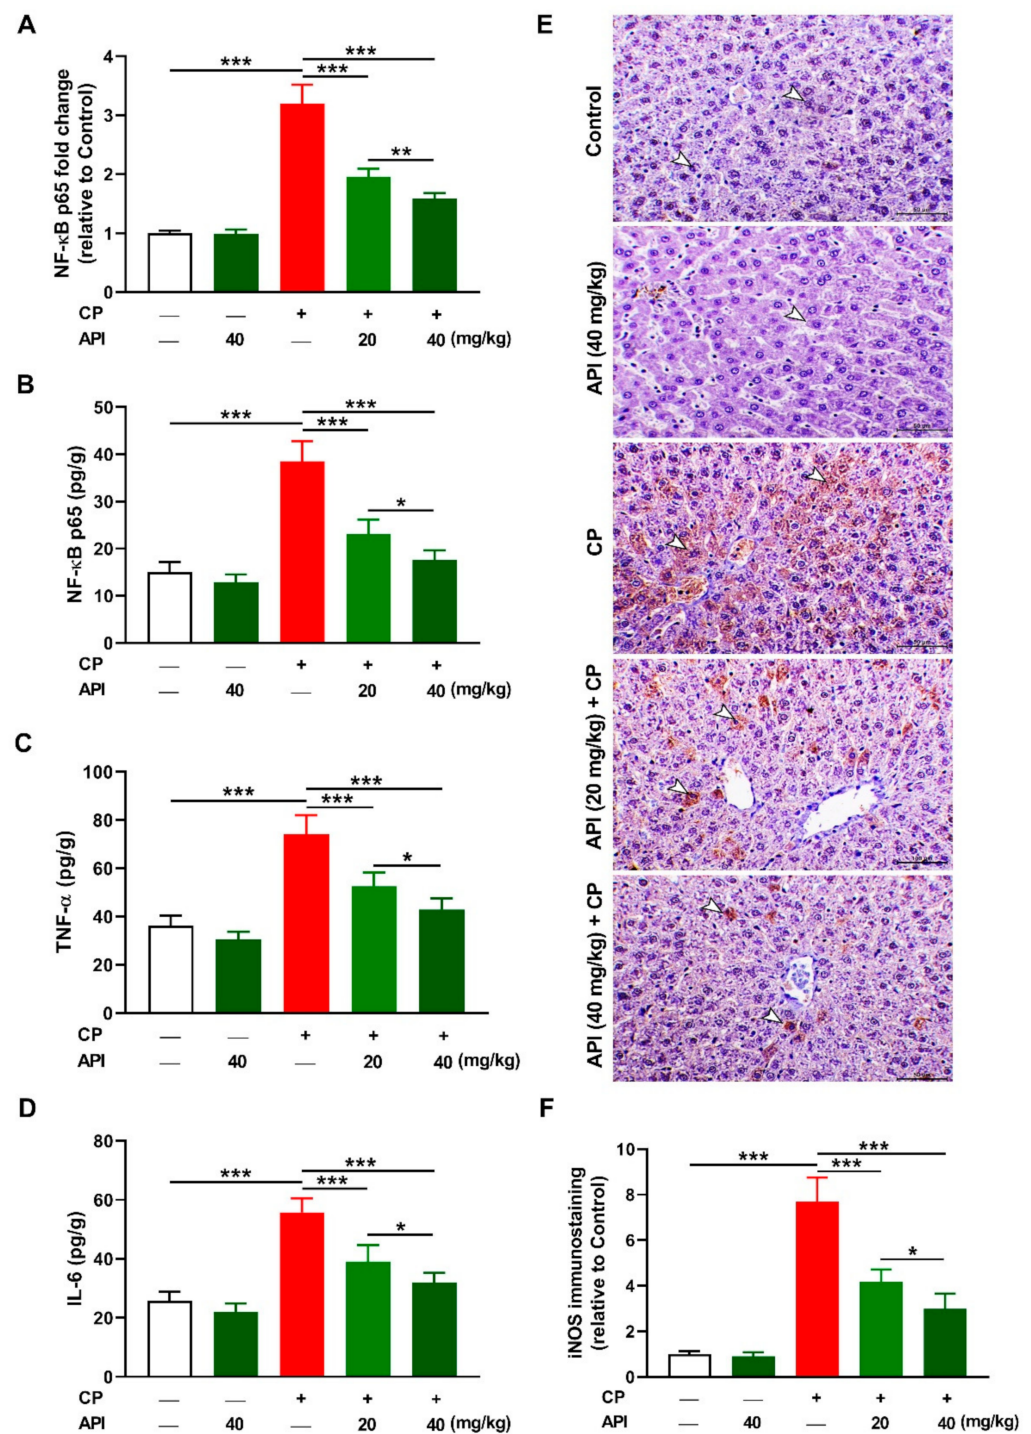 A
NF-κB p65 fold change
(relative to Control)
4
3
2
1
0
***
***
***
**
CP — — + + +
API — 40 — 20 40 (mg/kg)
B
NF-κB p65 (pg/g)
50
40
30
20
10
0
***
***
***
*
CP — — + + +
API — 40 — 20 40 (mg/kg)
C
TNF-α (pg/g)
100
80
60
40
20
0
***
***
***
*
CP — — + + +
API — 40 — 20 40 (mg/kg)
D
IL-6 (pg/g)
80
60
40
20
0
***
***
***
*
CP — — + + +
API — 40 — 20 40 (mg/kg)
E
Control
API (40 mg/kg)
CP
API (20 mg/kg) + CP
API (40 mg/kg) + CP
F
iNOS immunostaining
(relative to Control)
10
8
6
4
2
0
***
***
***
*
CP — — + + +
API — 40 — 20 40 (mg/kg)